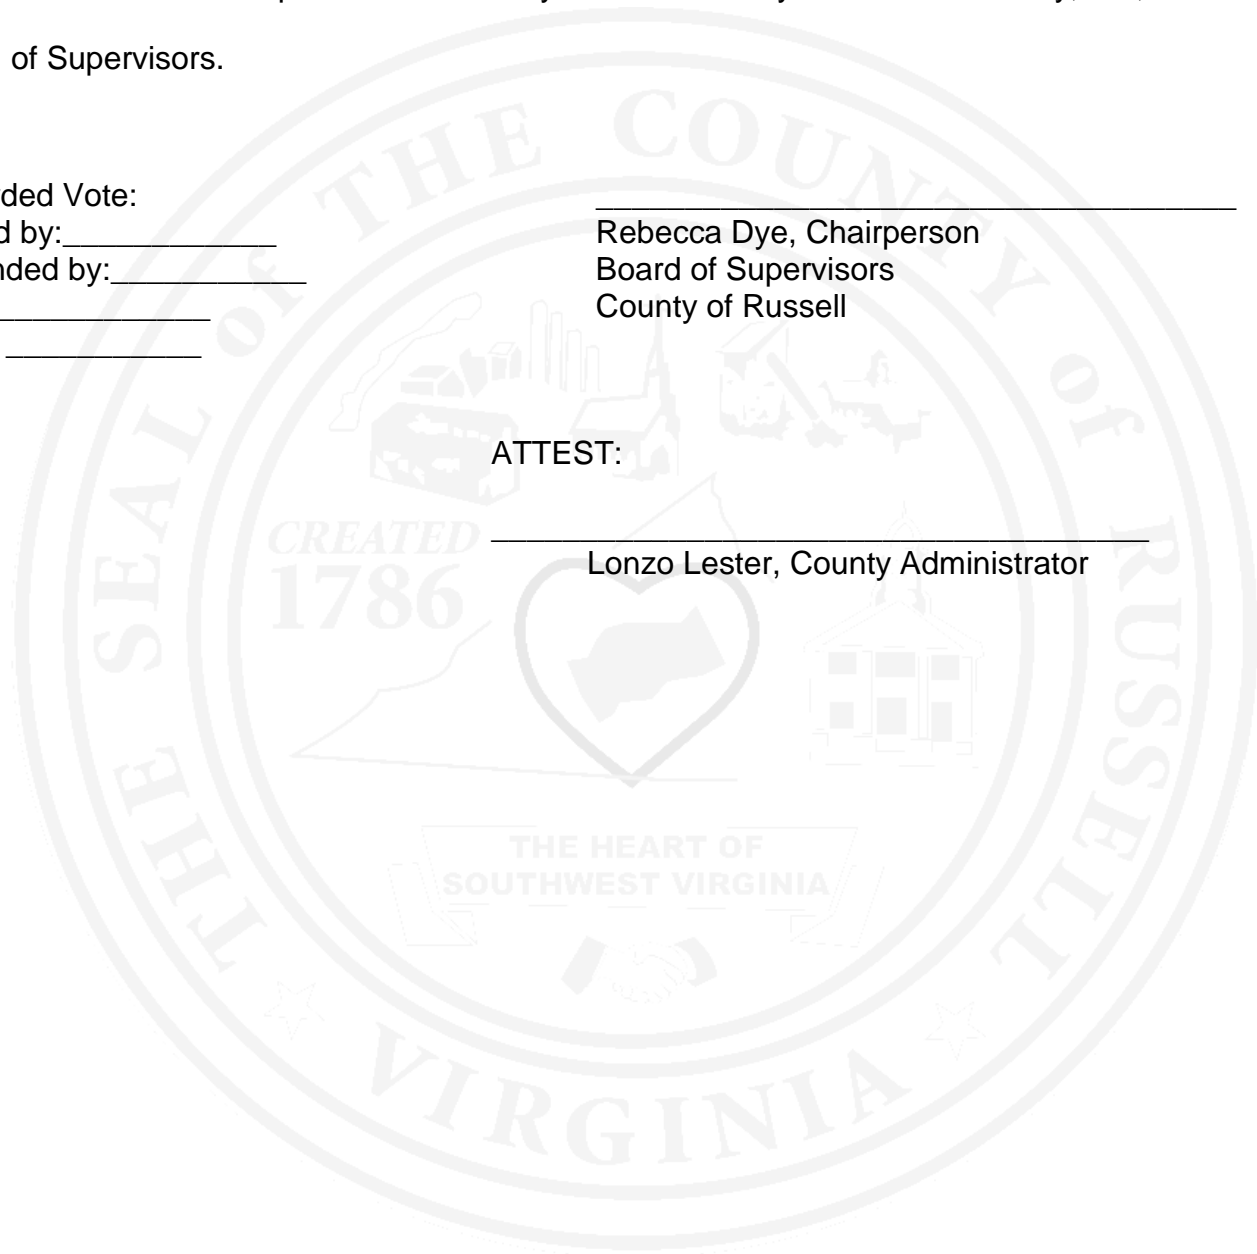 of Supervisors.
ded Vote:
d by:____________
nded by:___________
____________
___________
____________________________________
Rebecca Dye, Chairperson
Board of Supervisors
County of Russell
ATTEST:
_____________________________________
Lonzo Lester, County Administrator
THE SEAL of THE COUNTY of RUSSELL
VIRGINIA
CREATED
1786
THE HEART OF
SOUTHWEST VIRGINIA